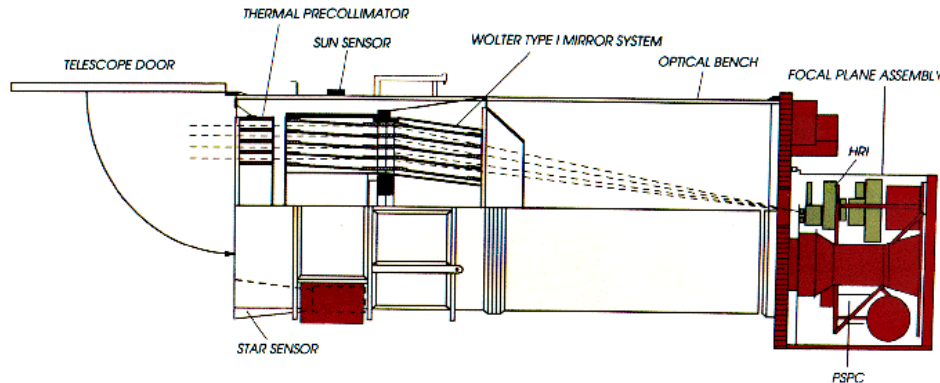 THERMAL PRECOLLIMATOR
SUN SENSOR
WOLTER TYPE I MIRROR SYSTEM
TELESCOPE DOOR
OPTICAL BENCH
FOCAL PLANE ASSEMBLY
HRI
STAR SENSOR
PSPC